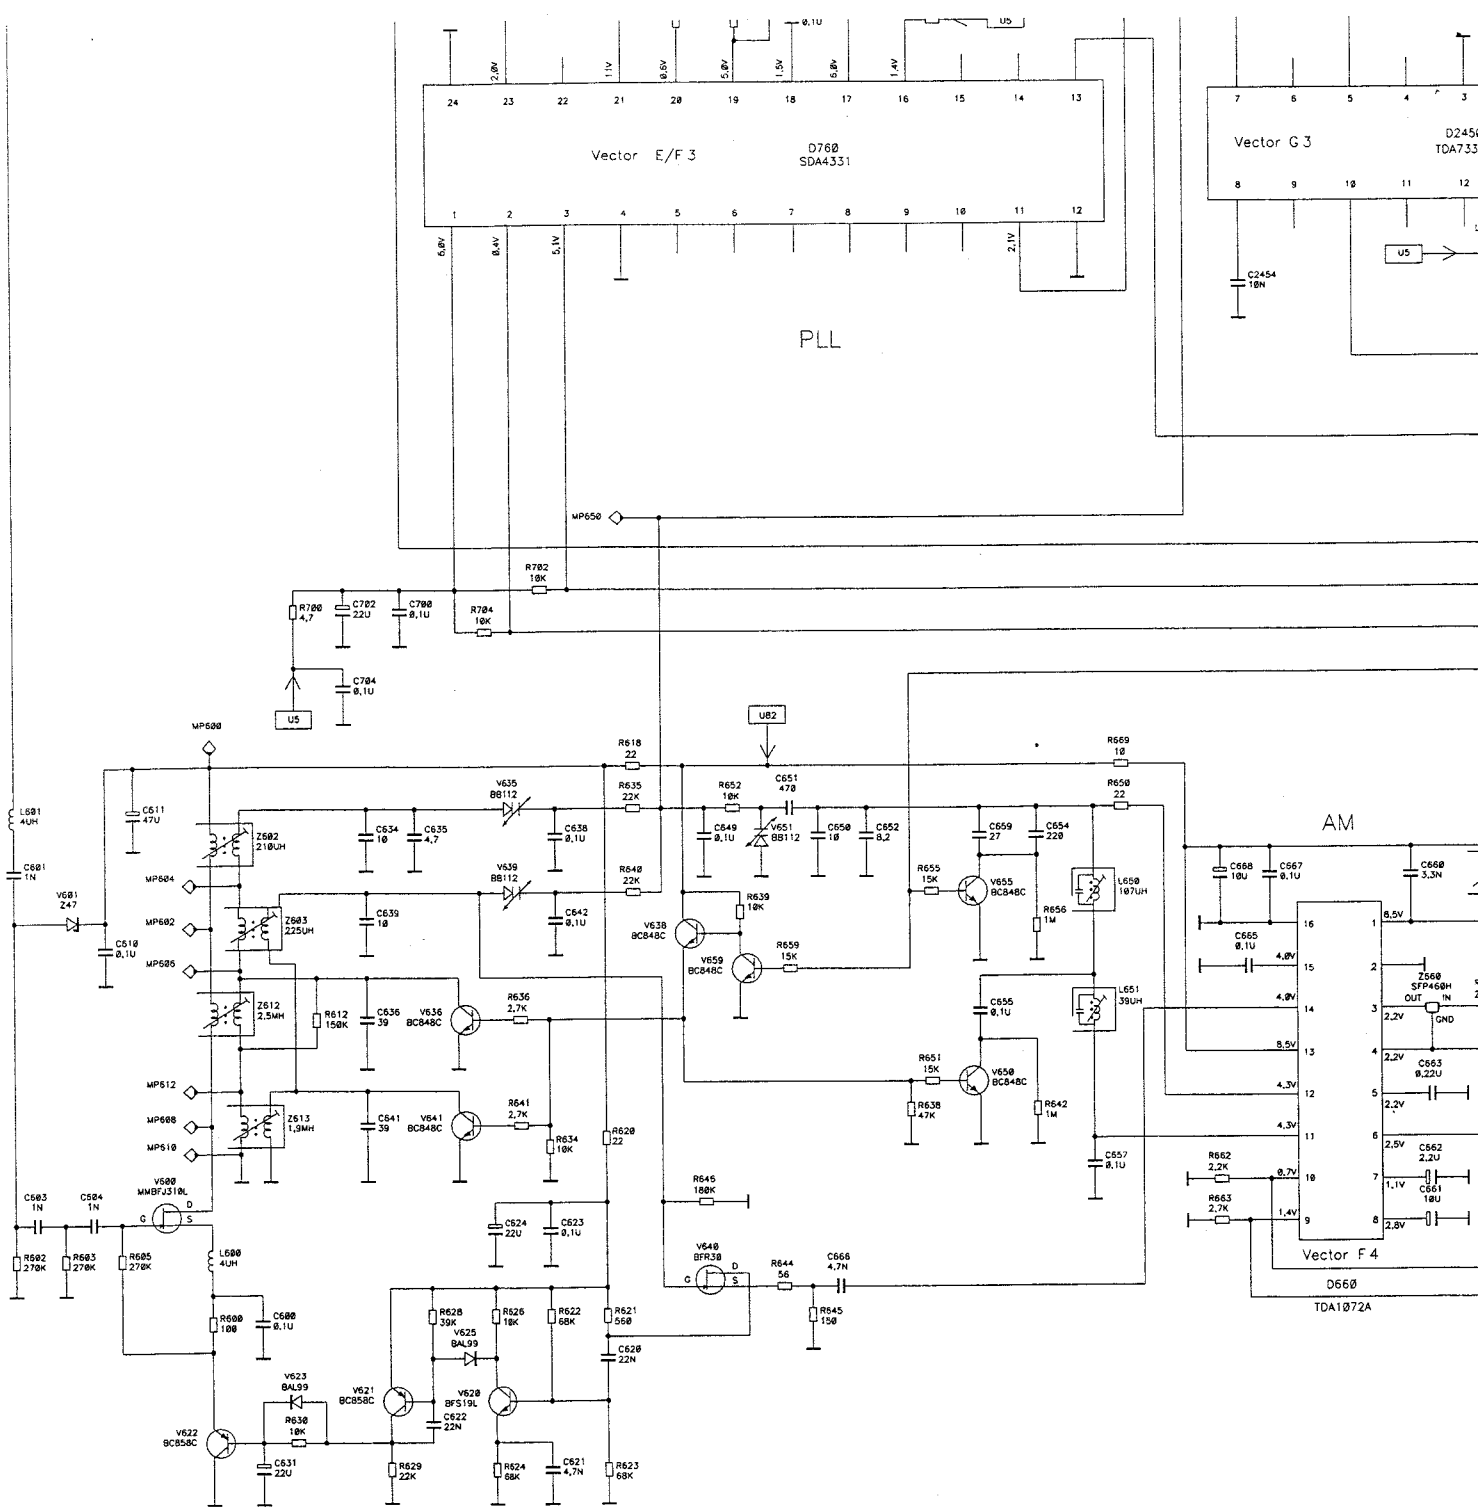 0,1U
U5
2,0V
11V
0,6V
5,0V
1,5V
1,4V
24 23 22 21 20 19 18 17 16 15 14 13
Vector E/F 3
D760
SDA4331
1 2 3 4 5 6 7 8 9 10 11 12
0,4V
5,1V
2,1V
7 6 5 4 3
Vector G 3
8 9 10 11 12
U5
C2454
10N
PLL
MP650
R702
10K
R700
4,7
C702
22U
C700
0,1U
R704
10K
C704
0,1U
U5
MP600
U82
R618
22
R669
10
L601
4UH
C611
47U
V635
BB112
R635
22K
R652
10K
C651
470
R650
22
Z602
210UH
C634
10
C635
4,7
C638
0,1U
C649
0,1U
V651
BB112
C650
10
C652
8,2
C659
27
C654
220
AM
C601
1N
V601
Z47
MP604
V639
BB112
R640
22K
R655
15K
V655
BC848C
L650
107UH
C668
10U
C667
0,1U
C660
3,3N
MP602
Z603
225UH
C639
10
C642
0,1U
R639
10K
V638
BC848C
R656
1M
C610
0,1U
MP606
V659
BC848C
R659
15K
C665
0,1U
16 1
15 2
14 3
13 4
12 5
11 6
10 7
9 8
4,0V
4,0V
8,5V
4,3V
4,3V
0,7V
1,4V
2,2V
2,2V
2,2V
2,5V
1,1V
2,8V
SFP460H
OUT IN
GND
Z612
2,5MH
R612
150K
C636
39
V636
BC848C
R636
2,7K
C655
0,1U
L651
39UH
C663
0,22U
R651
15K
V650
BC848C
MP612
MP608
MP610
Z613
1,9MH
C641
39
V641
BC848C
R641
2,7K
R634
10K
R620
22
R638
47K
R642
1M
C657
0,1U
R662
2,2K
R663
2,7K
C662
2,2U
C661
10U
V600
MMBFJ310L
C603
1N
C604
1N
G D S
R602
270K
R603
270K
R605
270K
L600
4UH
C624
22U
C623
0,1U
180K
V640
BFR30
G D S
R644
56
C666
4,7N
R645
150
Vector F 4
D660
TDA1072A
R600
100
C600
0,1U
R628
39K
R626
10K
R622
68K
R621
560
V625
BAL99
C620
22N
V623
BAL99
V621
BC858C
V620
BFS19L
R630
10K
C622
22N
V622
BC858C
C631
22U
R629
22K
R624
68K
C621
4,7N
R623
68K